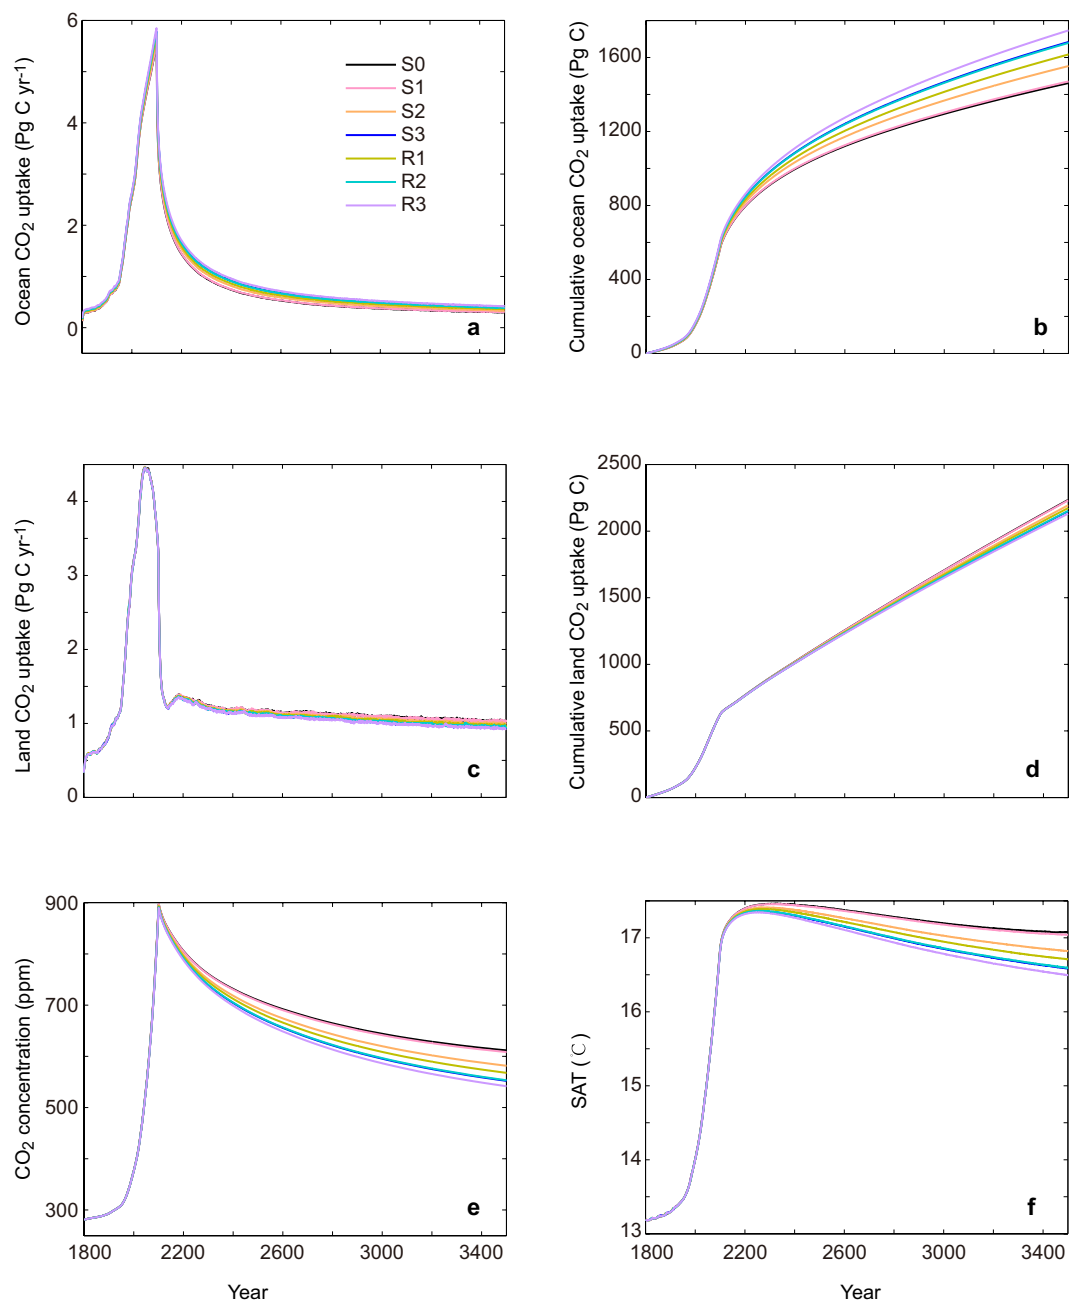 6
4
2
0
Ocean CO2 uptake (Pg C yr-1)
S0
S1
S2
S3
R1
R2
R3
a
1600
1200
800
400
0
Cumulative ocean CO2 uptake (Pg C)
b
4
3
2
1
0
Land CO2 uptake (Pg C yr-1)
c
2500
2000
1500
1000
500
0
Cumulative land CO2 uptake (Pg C)
d
900
700
500
300
CO2 concentration (ppm)
e
1800 2200 2600 3000 3400
Year
17
16
15
14
13
SAT (℃)
f
1800 2200 2600 3000 3400
Year